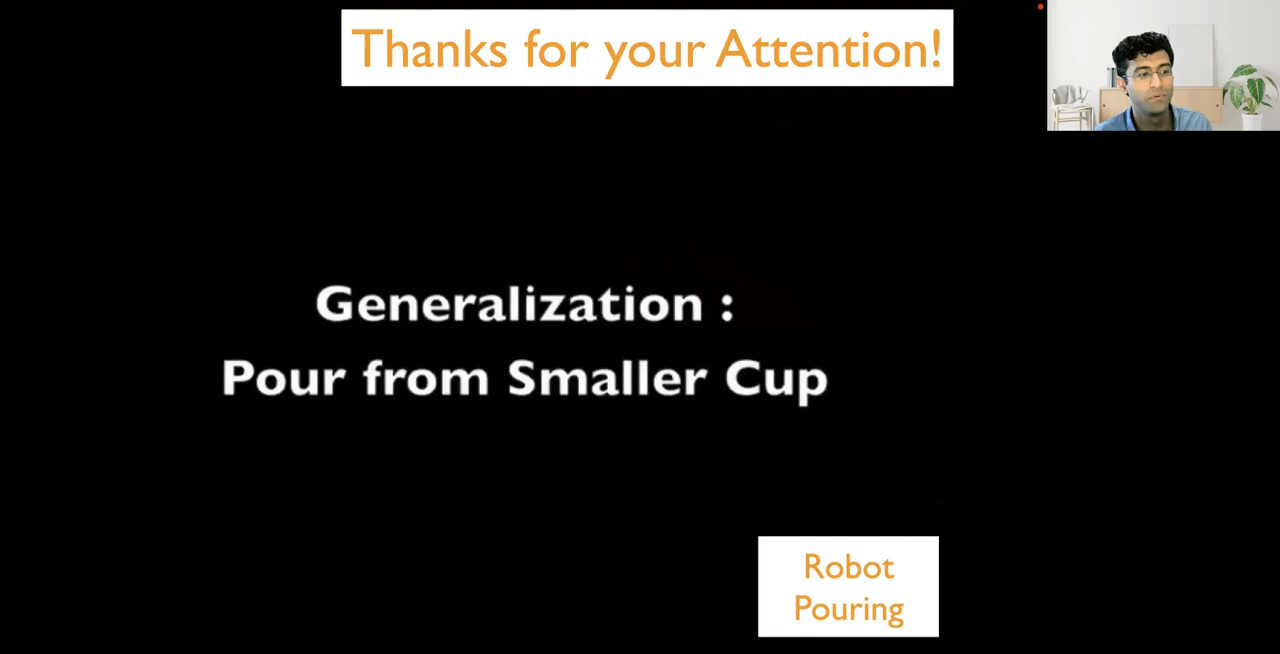 Thanks for your Attention!
Generalization :
Pour from Smaller Cup
Robot
Pouring